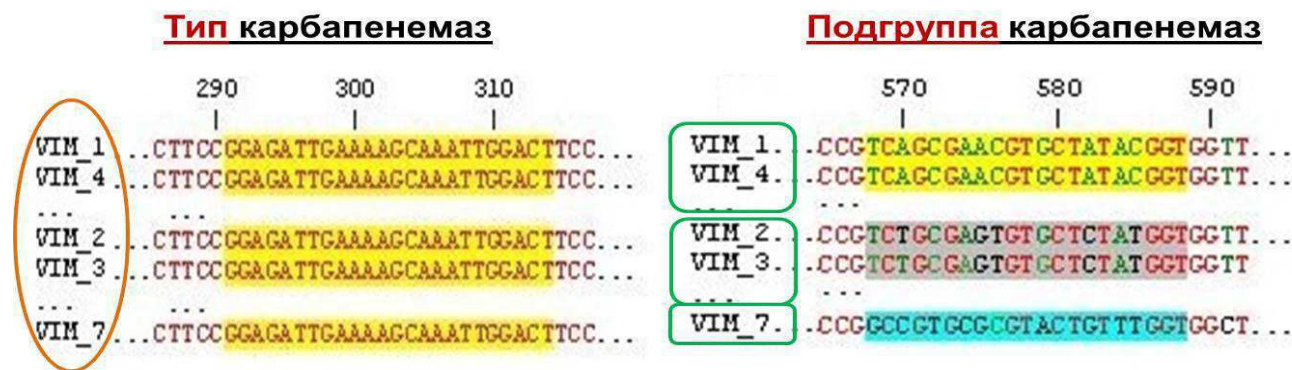 Тип карбапенемаз
290 300 310
VIM_1 ...CTTCCGGAGATTGAAAAGCAAATTGGACTTCC...
VIM_4 ...CTTCCGGAGATTGAAAAGCAAATTGGACTTCC...
... ...
VIM_2 ...CTTCCGGAGATTGAAAAGCAAATTGGACTTCC...
VIM_3 ...CTTCCGGAGATTGAAAAGCAAATTGGACTTCC...
... ...
VIM_7 ...CTTCCGGAGATTGAAAAGCAAATTGGACTTCC...
Подгруппа карбапенемаз
570 580 590
VIM_1 ...CCGTCAGCGAACGTGCTATACGGTGGTT...
VIM_4 ...CCGTCAGCGAACGTGCTATACGGTGGTT...
... ...
VIM_2 ...CCGTCTGCGAGTGTGCTCTATGGTGGTT...
VIM_3 ...CCGTCTGCGAGTGTGCTCTATGGTGGTT
... ...
VIM_7 ...CCGGCCGTGCGCGTACTGTTTGGTGGCT...